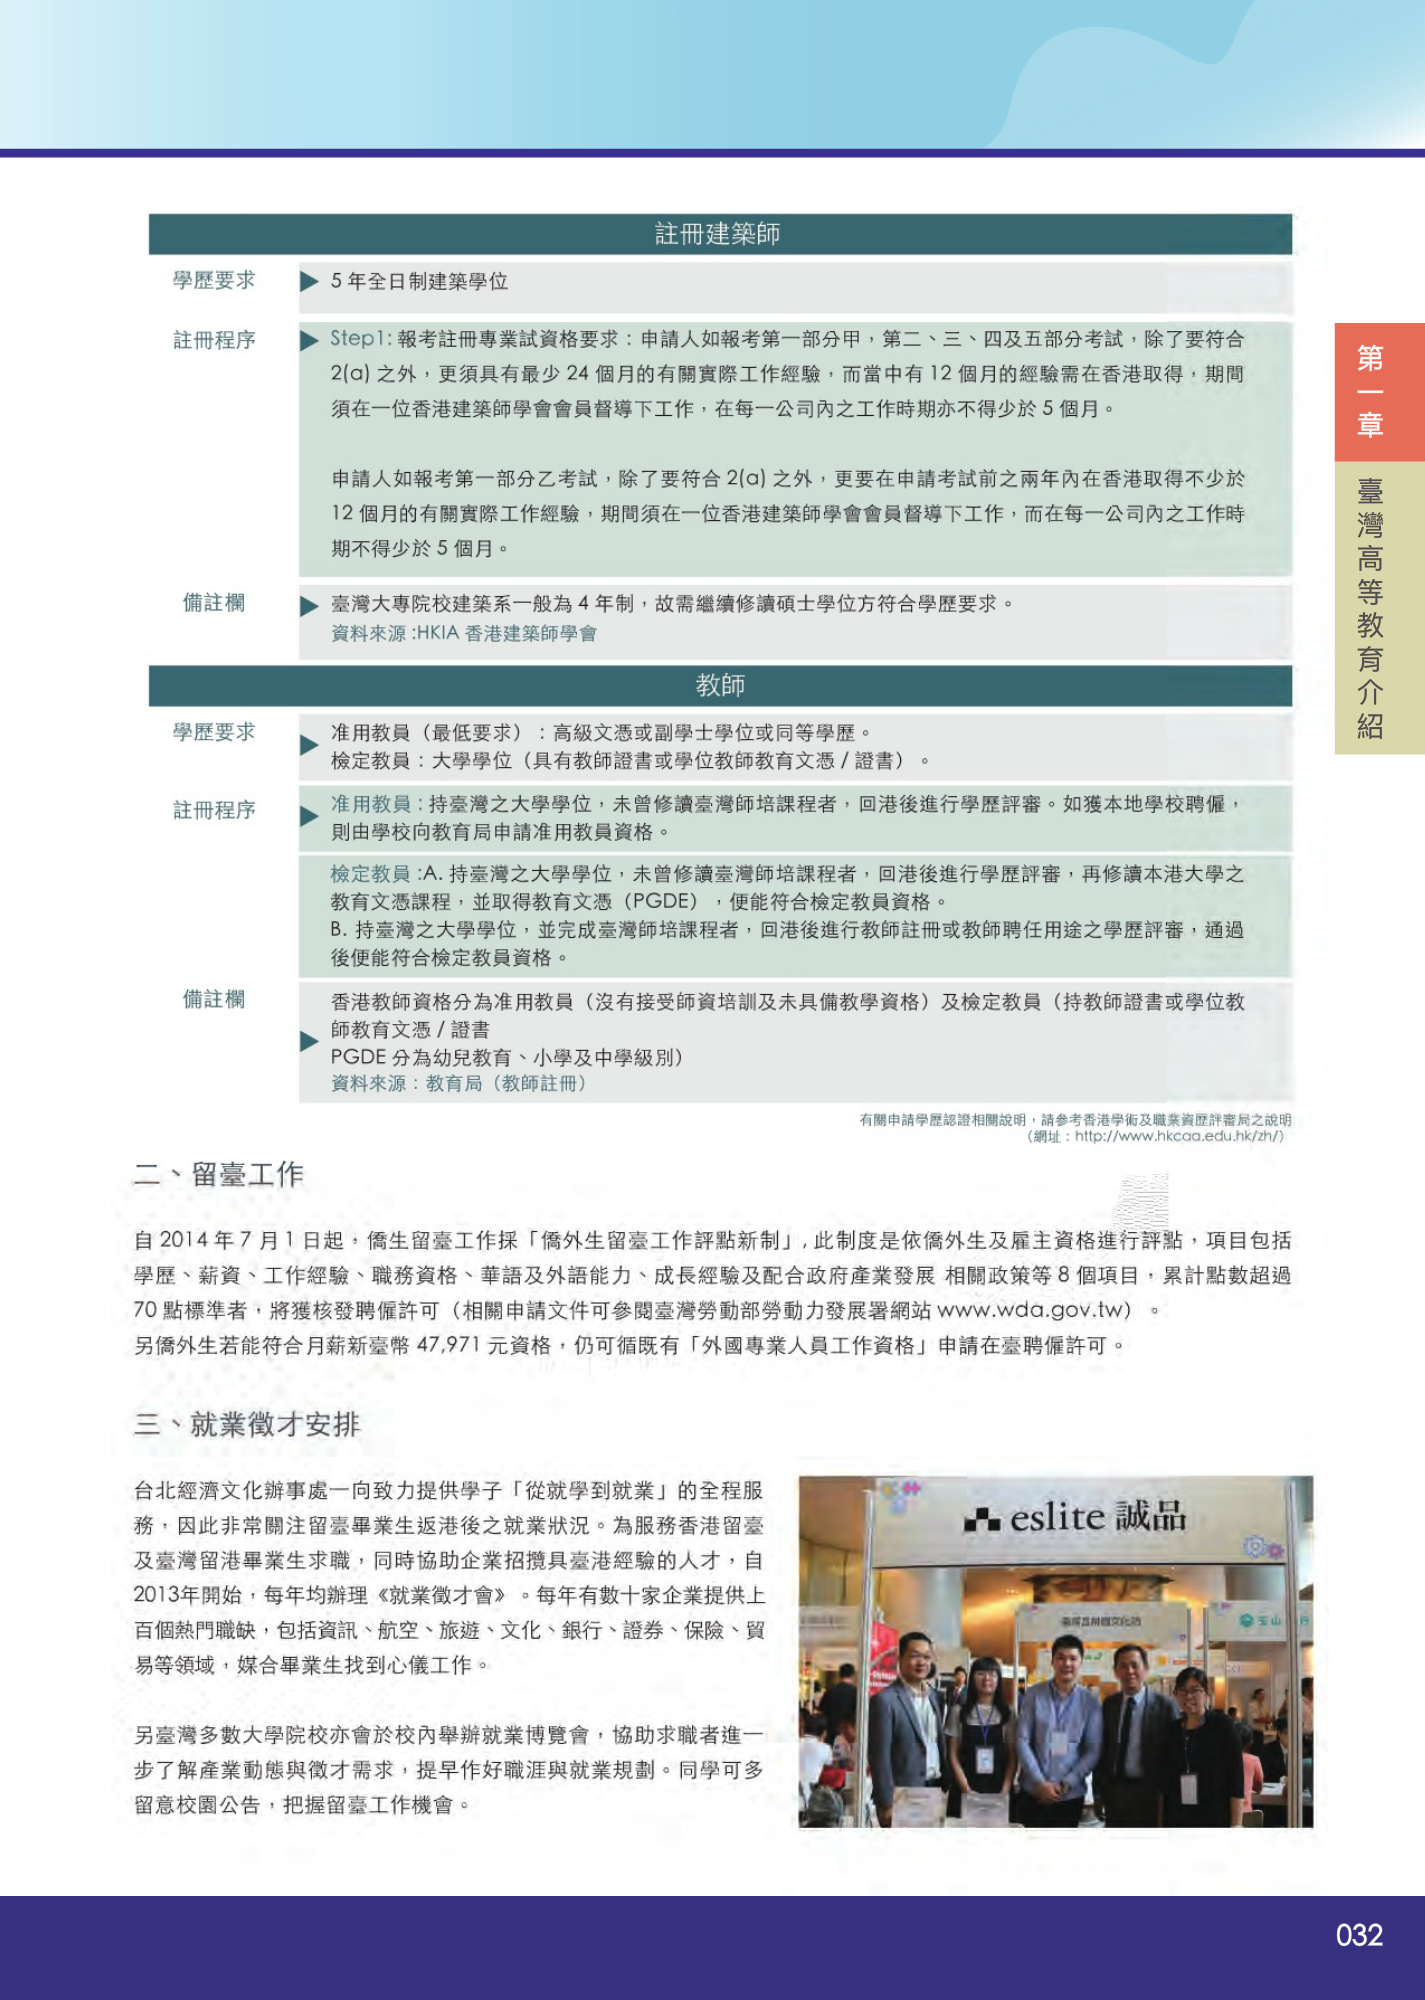 註冊建築師
學歷要求
5 年全日制建築學位
註冊程序
Step1: 報考註冊專業試資格要求：申請人如報考第一部分甲，第二、三、四及五部分考試，除了要符合
2(a) 之外，更須具有最少 24 個月的有關實際工作經驗，而當中有 12 個月的經驗需在香港取得，期間
須在一位香港建築師學會會員督導下工作，在每一公司內之工作時期亦不得少於 5 個月。
申請人如報考第一部分乙考試，除了要符合 2(a) 之外，更要在申請考試前之兩年內在香港取得不少於
12 個月的有關實際工作經驗，期間須在一位香港建築師學會會員督導下工作，而在每一公司內之工作時
期不得少於 5 個月。
備註欄
臺灣大專院校建築系一般為 4 年制，故需繼續修讀碩士學位方符合學歷要求。
資料來源 :HKIA 香港建築師學會
教師
學歷要求
准用教員（最低要求）：高級文憑或副學士學位或同等學歷。
檢定教員：大學學位（具有教師證書或學位教師教育文憑 / 證書）。
註冊程序
准用教員：持臺灣之大學學位，未曾修讀臺灣師培課程者，回港後進行學歷評審。如獲本地學校聘僱，
則由學校向教育局申請准用教員資格。
檢定教員 :A. 持臺灣之大學學位，未曾修讀臺灣師培課程者，回港後進行學歷評審，再修讀本港大學之
教育文憑課程，並取得教育文憑（PGDE），便能符合檢定教員資格。
B. 持臺灣之大學學位，並完成臺灣師培課程者，回港後進行教師註冊或教師聘任用途之學歷評審，通過
後便能符合檢定教員資格。
備註欄
香港教師資格分為准用教員（沒有接受師資培訓及未具備教學資格）及檢定教員（持教師證書或學位教
師教育文憑 / 證書
PGDE 分為幼兒教育、小學及中學級別）
資料來源：教育局（教師註冊）
有關申請學歷認證相關說明，請參考香港學術及職業資歷評審局之說明
（網址：http://www.hkcaa.edu.hk/zh/）
二、留臺工作
自 2014 年 7 月 1 日起，僑生留臺工作採「僑外生留臺工作評點新制」, 此制度是依僑外生及雇主資格進行評點，項目包括
學歷、薪資、工作經驗、職務資格、華語及外語能力、成長經驗及配合政府產業發展 相關政策等 8 個項目，累計點數超過
70 點標準者，將獲核發聘僱許可（相關申請文件可參閱臺灣勞動部勞動力發展署網站 www.wda.gov.tw）。
另僑外生若能符合月薪新臺幣 47,971 元資格，仍可循既有「外國專業人員工作資格」申請在臺聘僱許可。
三、就業徵才安排
台北經濟文化辦事處一向致力提供學子「從就學到就業」的全程服
務，因此非常關注留臺畢業生返港後之就業狀況。為服務香港留臺
及臺灣留港畢業生求職，同時協助企業招攬具臺港經驗的人才，自
2013年開始，每年均辦理《就業徵才會》。每年有數十家企業提供上
百個熱門職缺，包括資訊、航空、旅遊、文化、銀行、證券、保險、貿
易等領域，媒合畢業生找到心儀工作。
另臺灣多數大學院校亦會於校內舉辦就業博覽會，協助求職者進一
步了解產業動態與徵才需求，提早作好職涯與就業規劃。同學可多
留意校園公告，把握留臺工作機會。
eslite 誠品
玉山
第一章
臺灣高等教育介紹
032